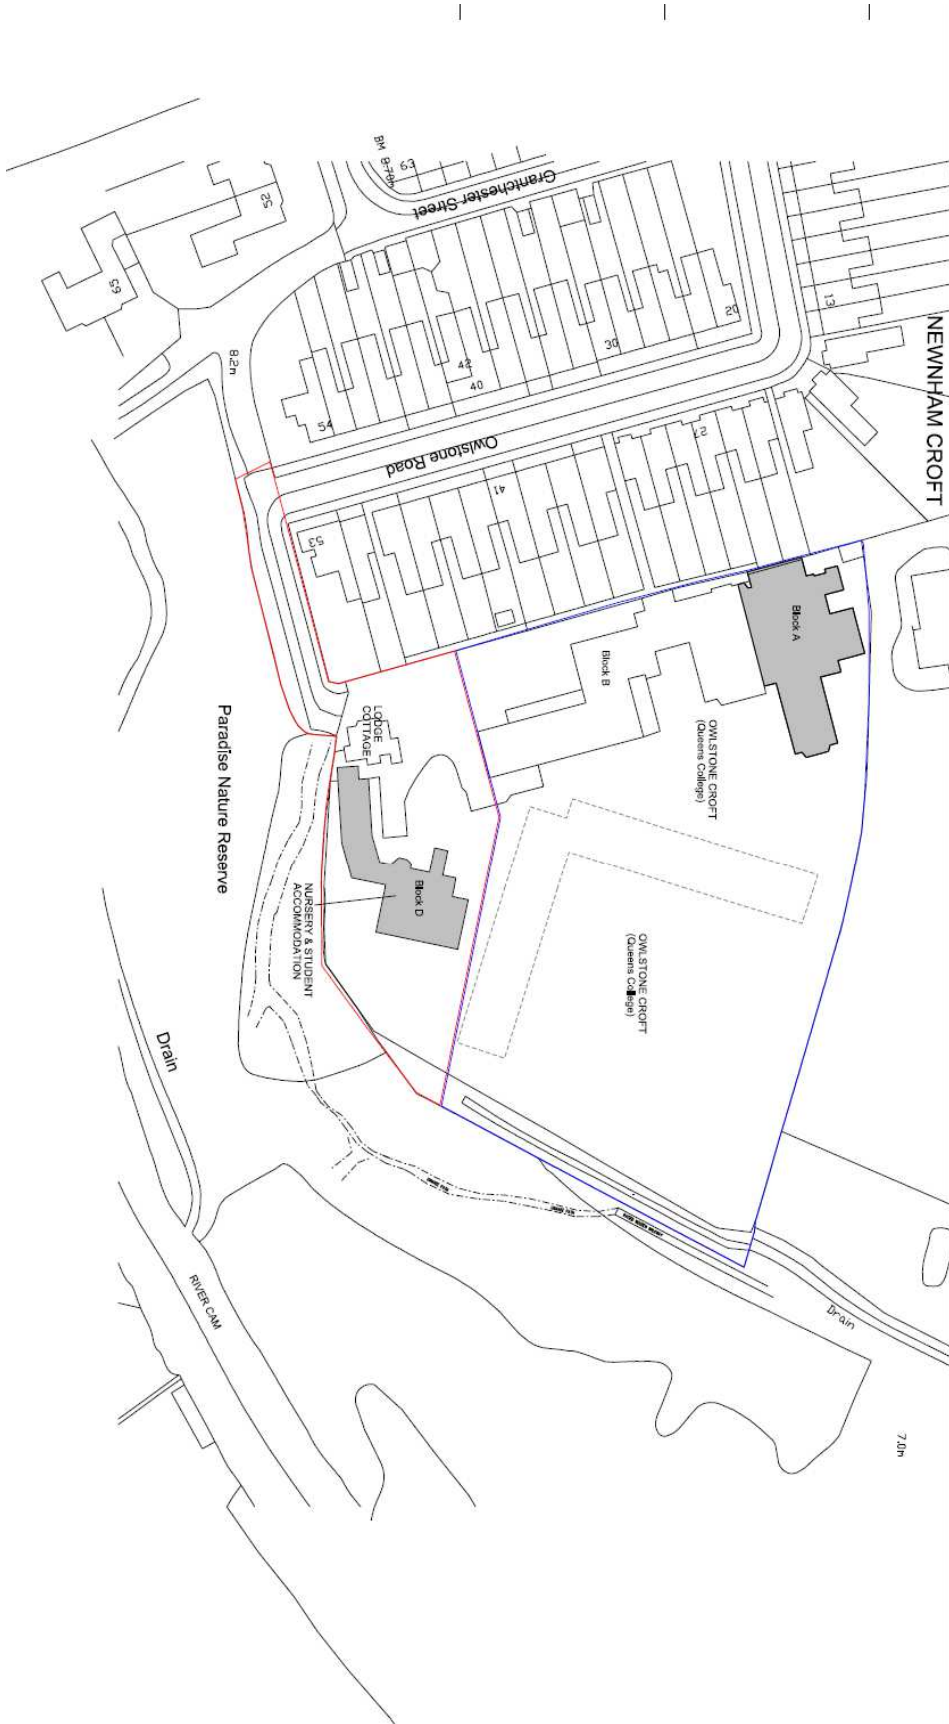 BM 8.70m
63
Grantchester Street
52
65
8.2m
54
42
40
30
20
13
NEWNHAM CROFT
Owlstone Road
27
41
53
Block A
Block B
OWLSTONE CROFT
(Queens College)
LODGE
COTTAGE
Paradise Nature Reserve
Block D
NURSERY & STUDENT
ACCOMMODATION
OWLSTONE CROFT
(Queens College)
Drain
RIVER CAM
Drain
7.0m